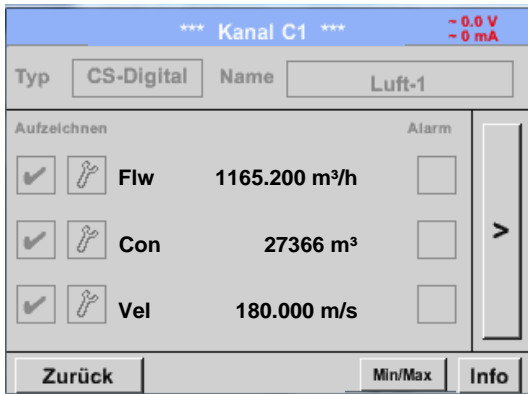 *** Kanal C1 ***
~ 0.0 V
~ 0 mA
Typ CS-Digital Name Luft-1
Aufzeichnen Alarm
Flw 1165.200 m³/h
Con 27366 m³
Vel 180.000 m/s
>
Zurück Min/Max Info